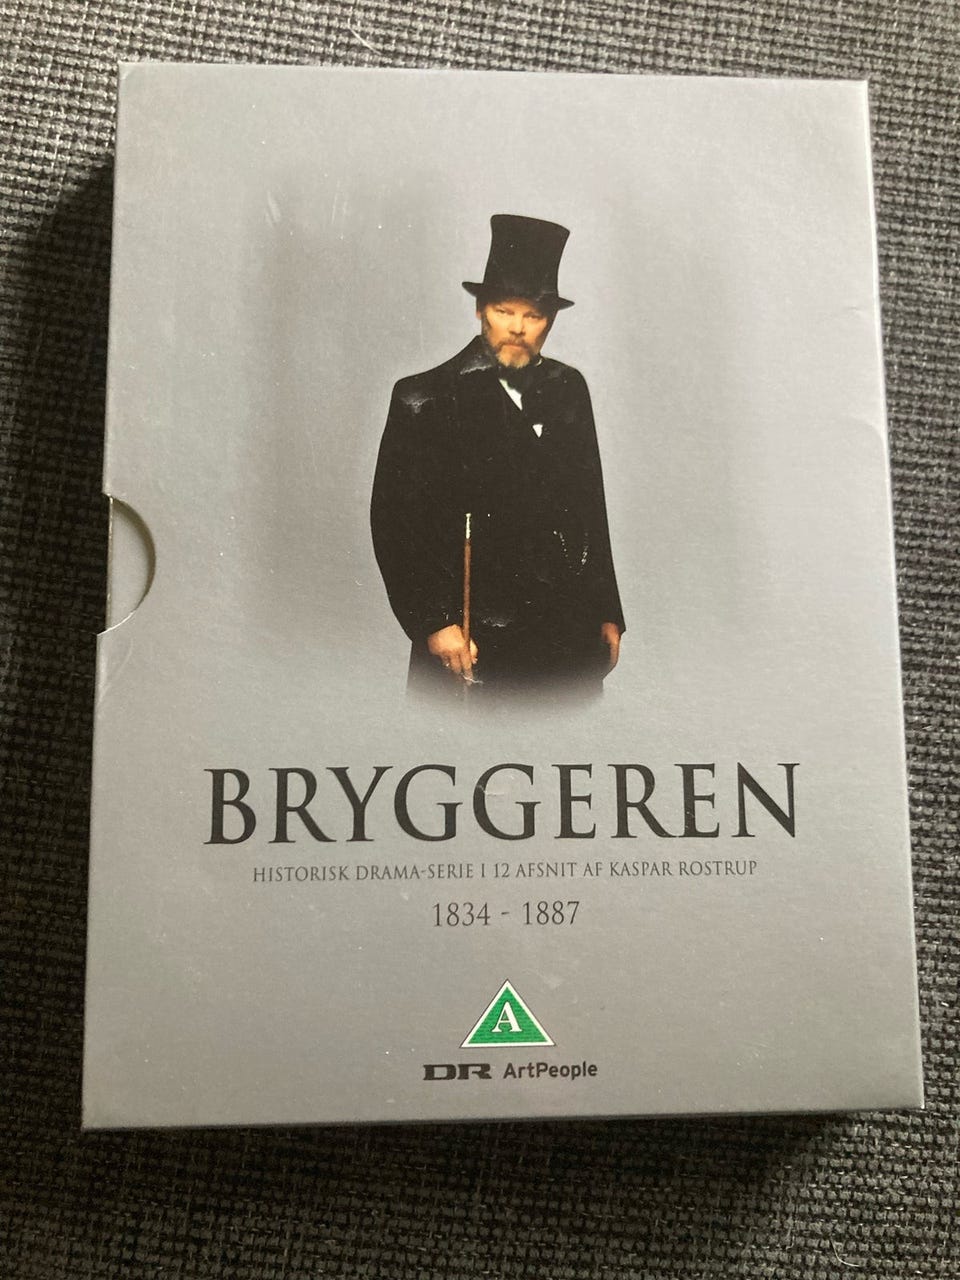 BRYGGEREN
HISTORISK DRAMA-SERIE I 12 AFSNIT AF KASPAR ROSTRUP
1834 - 1887
A
DR ArtPeople